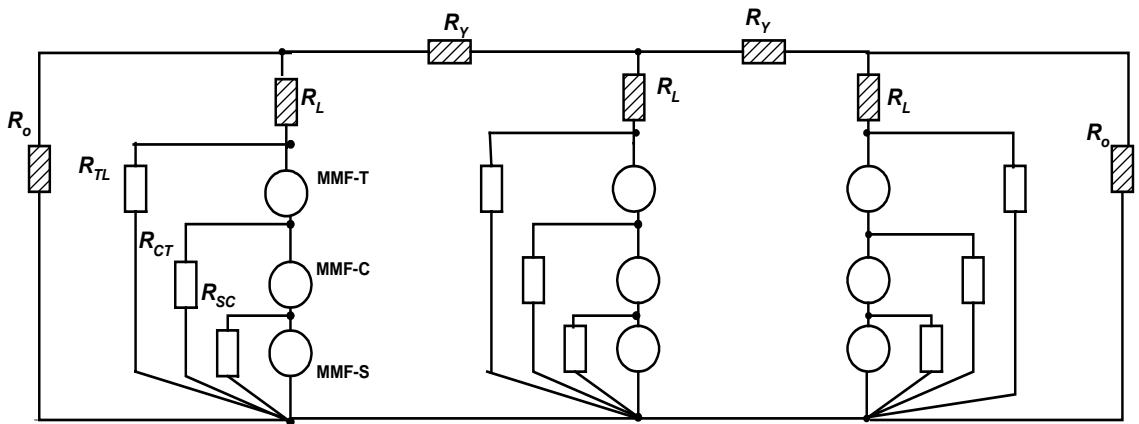 R_Y
R_Y
R_L
R_L
R_L
R_o
R_o
R_TL
MMF-T
R_CT
MMF-C
R_SC
MMF-S